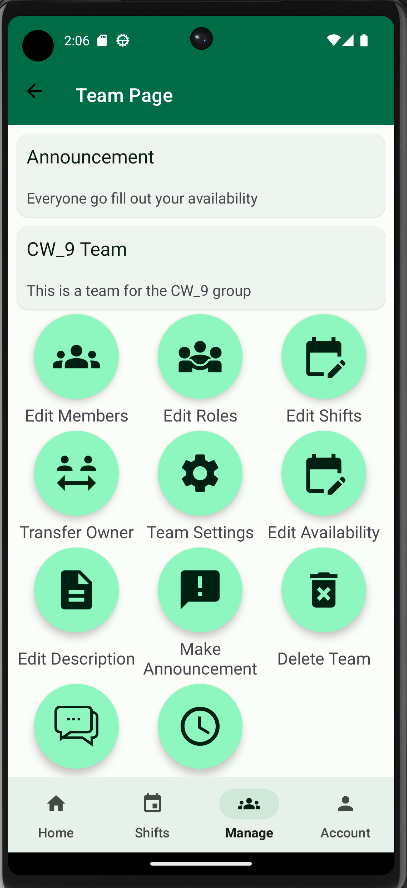 2:06
Team Page
Announcement
Everyone go fill out your availability
CW_9 Team
This is a team for the CW_9 group
Edit Members Edit Roles Edit Shifts
Transfer Owner Team Settings Edit Availability
Edit Description Make Announcement Delete Team
Home Shifts Manage Account